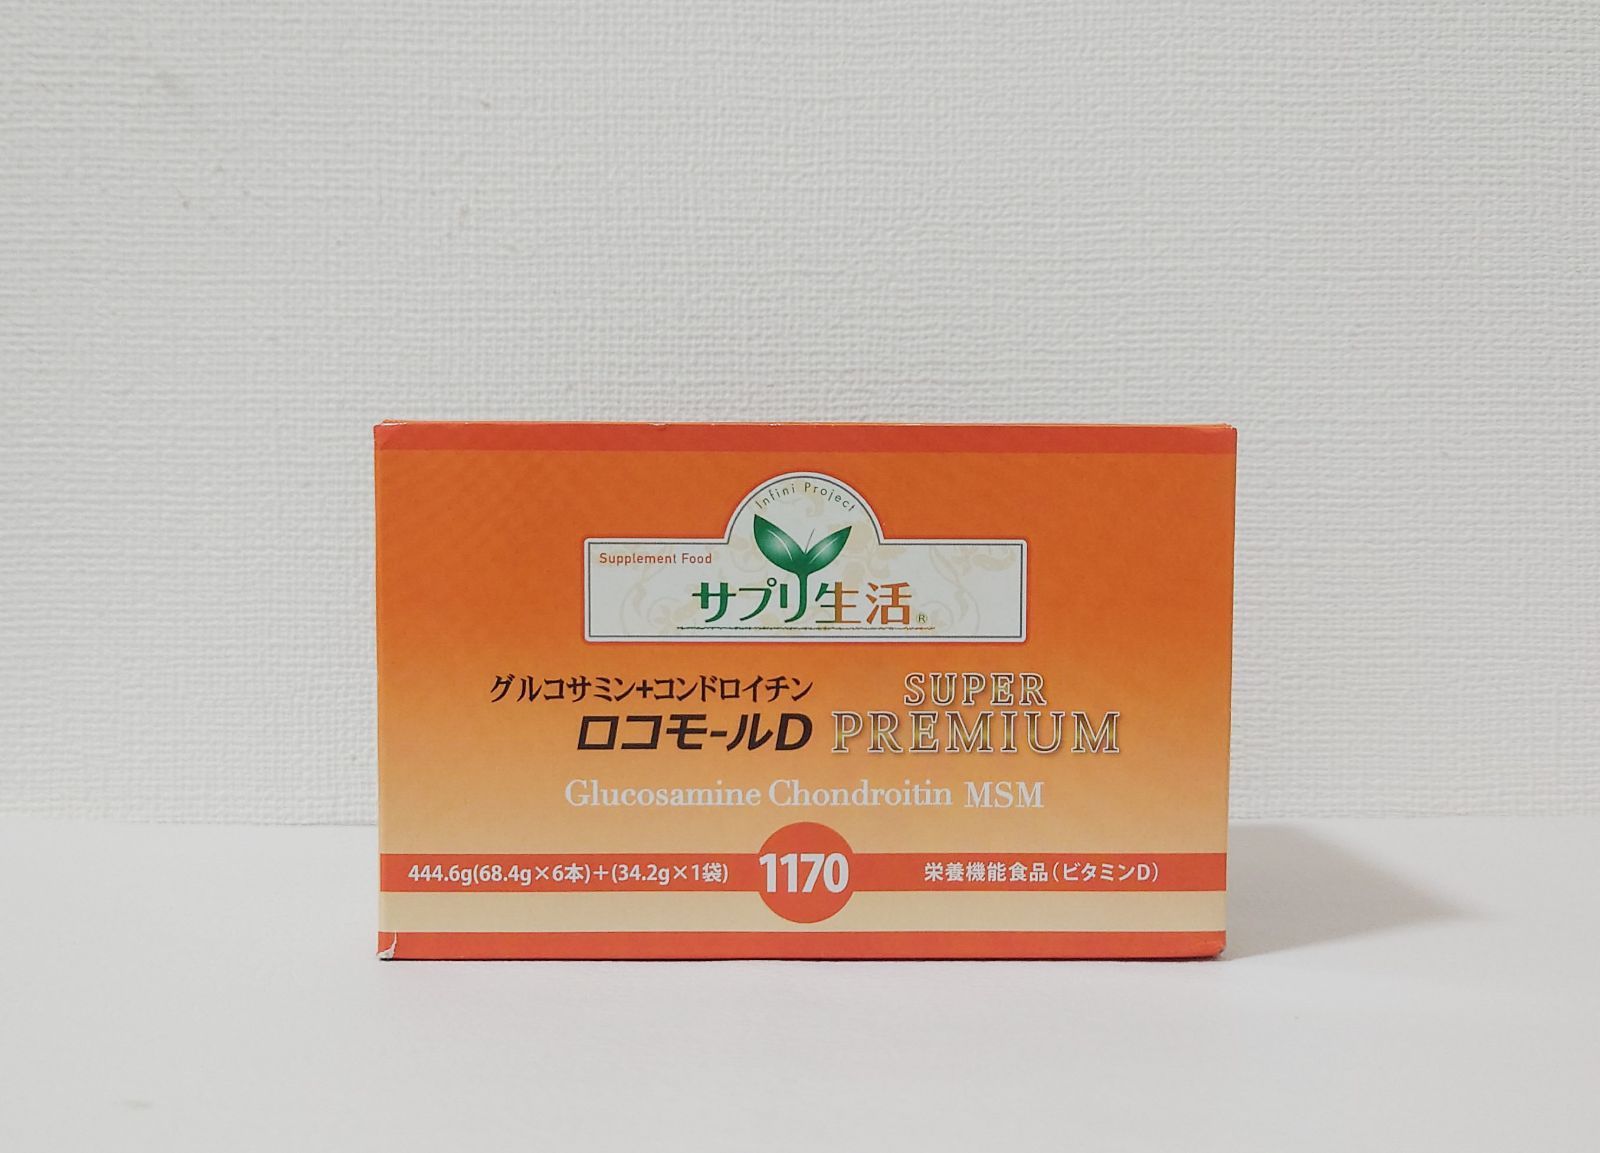 Infini Project
Supplement Food
サプリ生活®
グルコサミン+コンドロイチン
ロコモールD
SUPER
PREMIUM
Glucosamine Chondroitin MSM
444.6g(68.4g×6本)+(34.2g×1袋)
1170
栄養機能食品(ビタミンD)